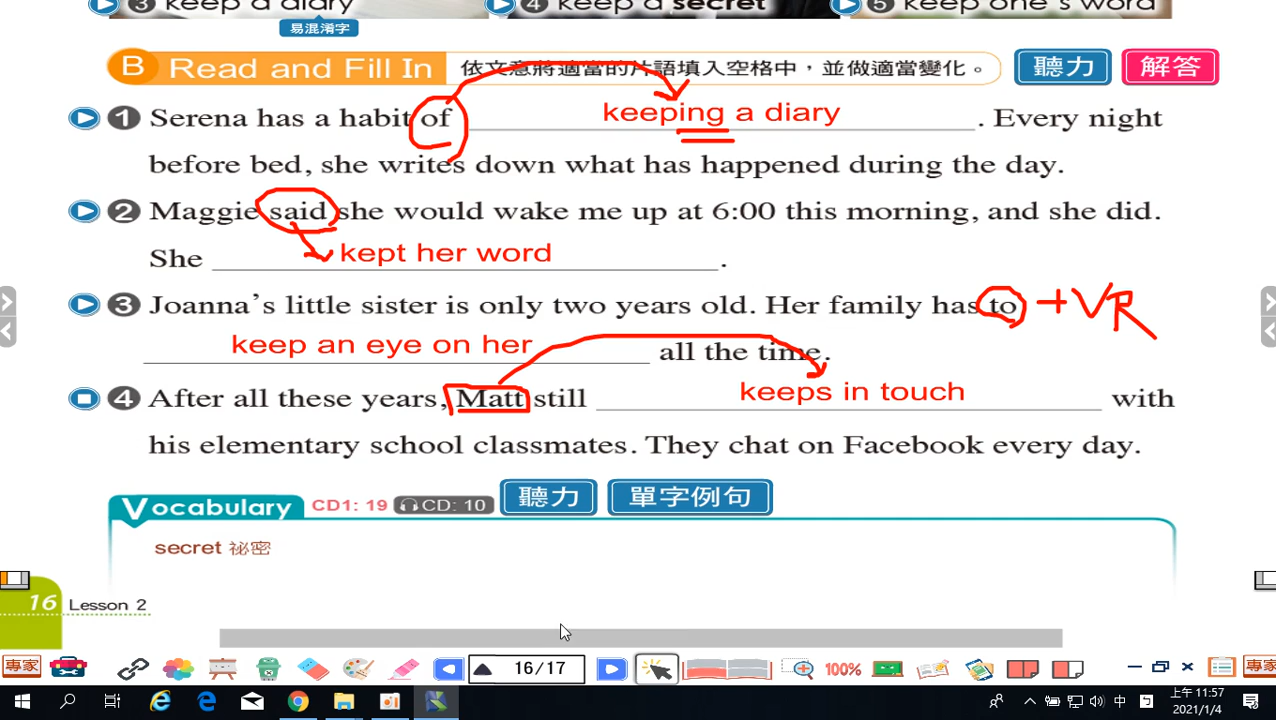 3 keep a diary 4 keep a secret 5 keep one's word
易混淆字
B Read and Fill In 依文意將適當的片語填入空格中，並做適當變化。 聽力 解答
1 Serena has a habit of keeping a diary. Every night
before bed, she writes down what has happened during the day.
2 Maggie said she would wake me up at 6:00 this morning, and she did.
She kept her word.
3 Joanna's little sister is only two years old. Her family has to +VR
keep an eye on her all the time.
4 After all these years, Matt still keeps in touch with
his elementary school classmates. They chat on Facebook every day.
Vocabulary CD1: 19 CD: 10 聽力 單字例句
secret 祕密
16 Lesson 2
專家 16/17 100% 專家
中 上午 11:57
2021/1/4